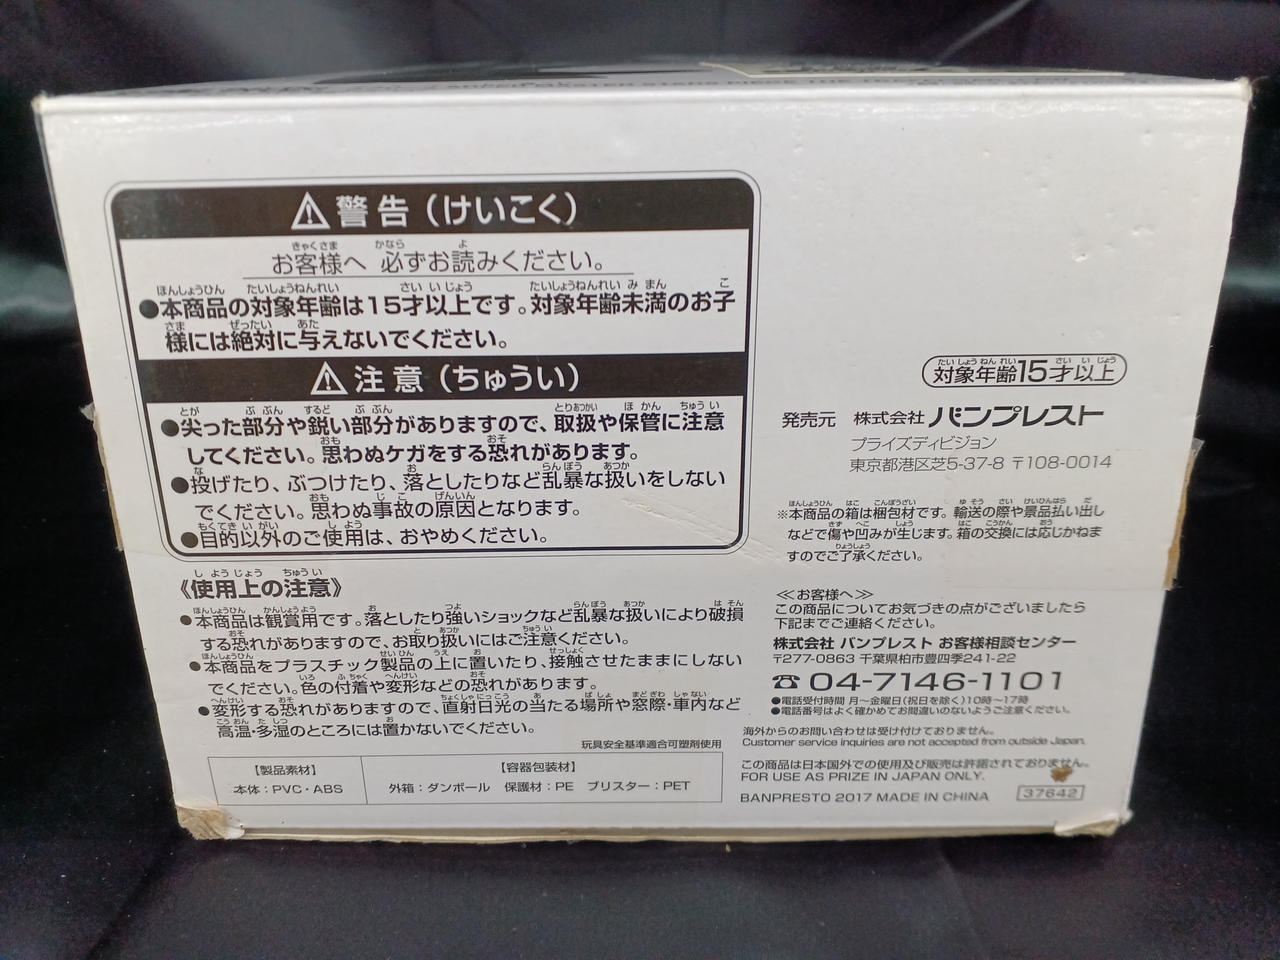 ⚠警告（けいこく）
お客様へ 必ずお読みください。
●本商品の対象年齢は15才以上です。対象年齢未満のお子
様には絶対に与えないでください。
⚠注意（ちゅうい）
●尖った部分や鋭い部分がありますので、取扱や保管に注意
してください。思わぬケガをする恐れがあります。
●投げたり、ぶつけたり、落としたりなど乱暴な扱いをしない
でください。思わぬ事故の原因となります。
●目的以外のご使用は、おやめください。
《使用上の注意》
●本商品は観賞用です。落としたり強いショックなど乱暴な扱いにより破損
する恐れがありますので、お取り扱いにはご注意ください。
●本商品をプラスチック製品の上に置いたり、接触させたままにしない
でください。色の付着や変形などの恐れがあります。
●変形する恐れがありますので、直射日光の当たる場所や窓際・車内など
高温・多湿のところには置かないでください。
玩具安全基準適合可塑剤使用
【製品素材】
本体：PVC・ABS
【容器包装材】
外箱：ダンボール 保護材：PE ブリスター：PET
対象年齢15才以上
発売元 株式会社 バンプレスト
プライズディビジョン
東京都港区芝5-37-8 〒108-0014
※本商品の箱は梱包材です。輸送の際や景品払い出し
などで傷や凹みが生じます。箱の交換には応じかねま
すのでご了承ください。
≪お客様へ≫
この商品についてお気づきの点がございましたら
下記までご連絡ください。
株式会社 バンプレスト お客様相談センター
〒277-0863 千葉県柏市豊四季241-22
☎ 04-7146-1101
●電話受付時間 月～金曜日(祝日を除く)10時～17時
●電話番号はよく確かめてお間違いのないようご注意ください。
海外からのお問い合わせは受け付けておりません。
Customer service inquiries are not accepted from outside Japan.
この商品は日本国外での使用及び販売は許諾されておりません。
FOR USE AS PRIZE IN JAPAN ONLY.
BANPRESTO 2017 MADE IN CHINA 37642